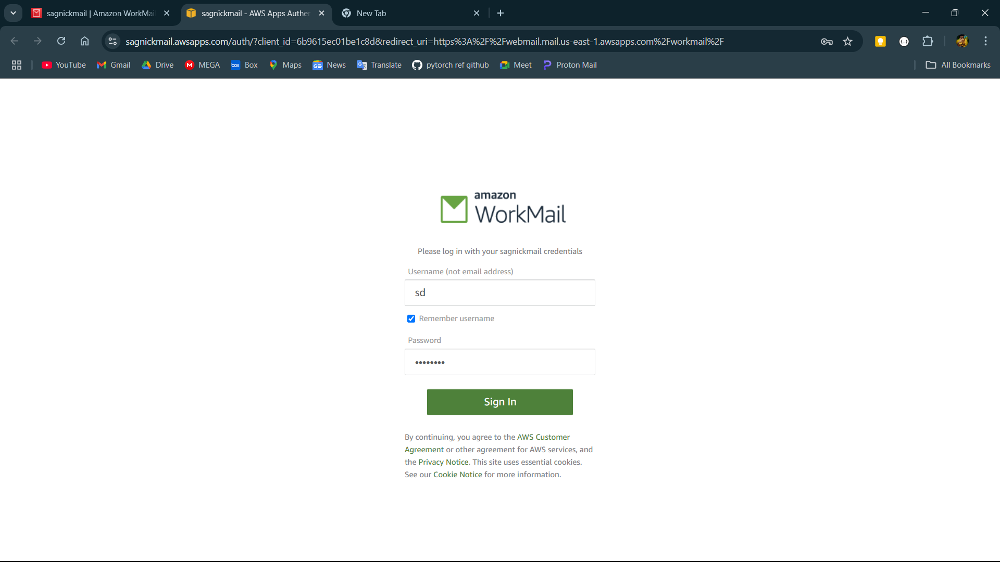 sagnickmail | Amazon WorkMai
sagnickmail - AWS Apps Auther
New Tab
sagnickmail.awsapps.com/auth/?client_id=6b9615ec01be1c8d&redirect_uri=https%3A%2F%2Fwebmail.mail.us-east-1.awsapps.com%2Fworkmail%2F
YouTube
Gmail
Drive
MEGA
box Box
Maps
News
Translate
pytorch ref github
Meet
Proton Mail
All Bookmarks
amazon
WorkMail
Please log in with your sagnickmail credentials
Username (not email address)
sd
Remember username
Password
••••••••
Sign In
By continuing, you agree to the AWS Customer
Agreement or other agreement for AWS services, and
the Privacy Notice. This site uses essential cookies.
See our Cookie Notice for more information.